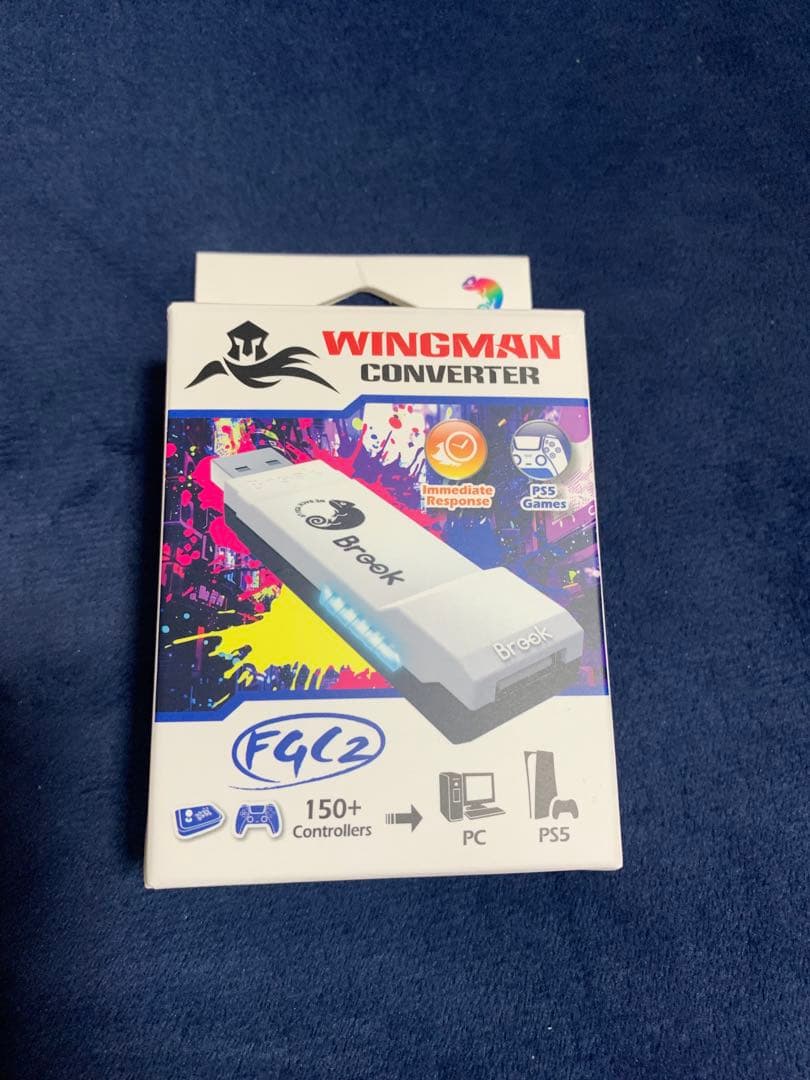 WINGMAN
CONVERTER
Immediate
Response
PS5
Games
Brook
Brook
FGC2
150+
Controllers
PC
PS5